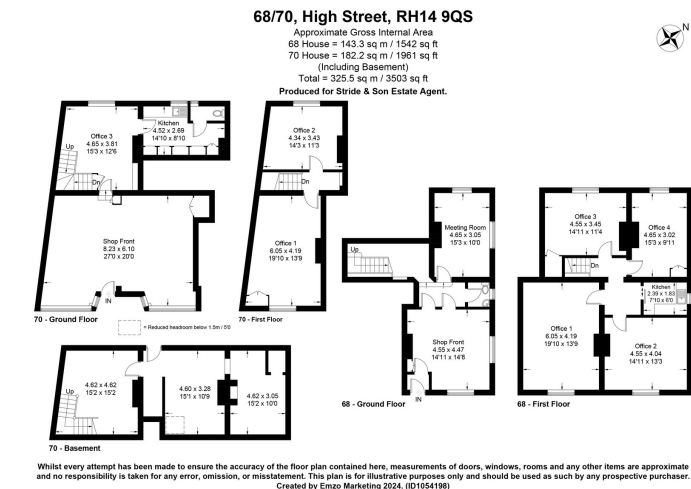 68/70, High Street, RH14 9QS
Approximate Gross Internal Area
68 House = 143.3 sq m / 1542 sq ft
70 House = 182.2 sq m / 1961 sq ft
(Including Basement)
Total = 325.5 sq m / 3503 sq ft
Produced for Stride & Son Estate Agent.
N
Office 3
4.65 x 3.81
15'3 x 12'6
Up
Dn
Kitchen
4.52 x 2.69
14'10 x 8'10
Shop Front
8.23 x 6.10
27'0 x 20'0
IN
70 - Ground Floor
Office 2
4.34 x 3.43
14'3 x 11'3
Dn
Office 1
6.05 x 4.19
19'10 x 13'9
70 - First Floor
= Reduced headroom below 1.5m / 5'0
Meeting Room
4.65 x 3.05
15'3 x 10'0
Up
Shop Front
4.55 x 4.47
14'11 x 14'8
IN
68 - Ground Floor
Office 3
4.55 x 3.45
14'11 x 11'4
Dn
Office 4
4.65 x 3.02
15'3 x 9'11
Kitchen
2.39 x 1.83
7'10 x 6'0
Office 1
6.05 x 4.19
19'10 x 13'9
Office 2
4.55 x 4.04
14'11 x 13'3
68 - First Floor
Up
4.62 x 4.62
15'2 x 15'2
4.60 x 3.28
15'1 x 10'9
4.62 x 3.05
15'2 x 10'0
70 - Basement
Whilst every attempt has been made to ensure the accuracy of the floor plan contained here, measurements of doors, windows, rooms and any other items are approximate
and no responsibility is taken for any error, omission, or misstatement. This plan is for illustrative purposes only and should be used as such by any prospective purchaser.
Created by Emzo Marketing 2024. (ID1054198)